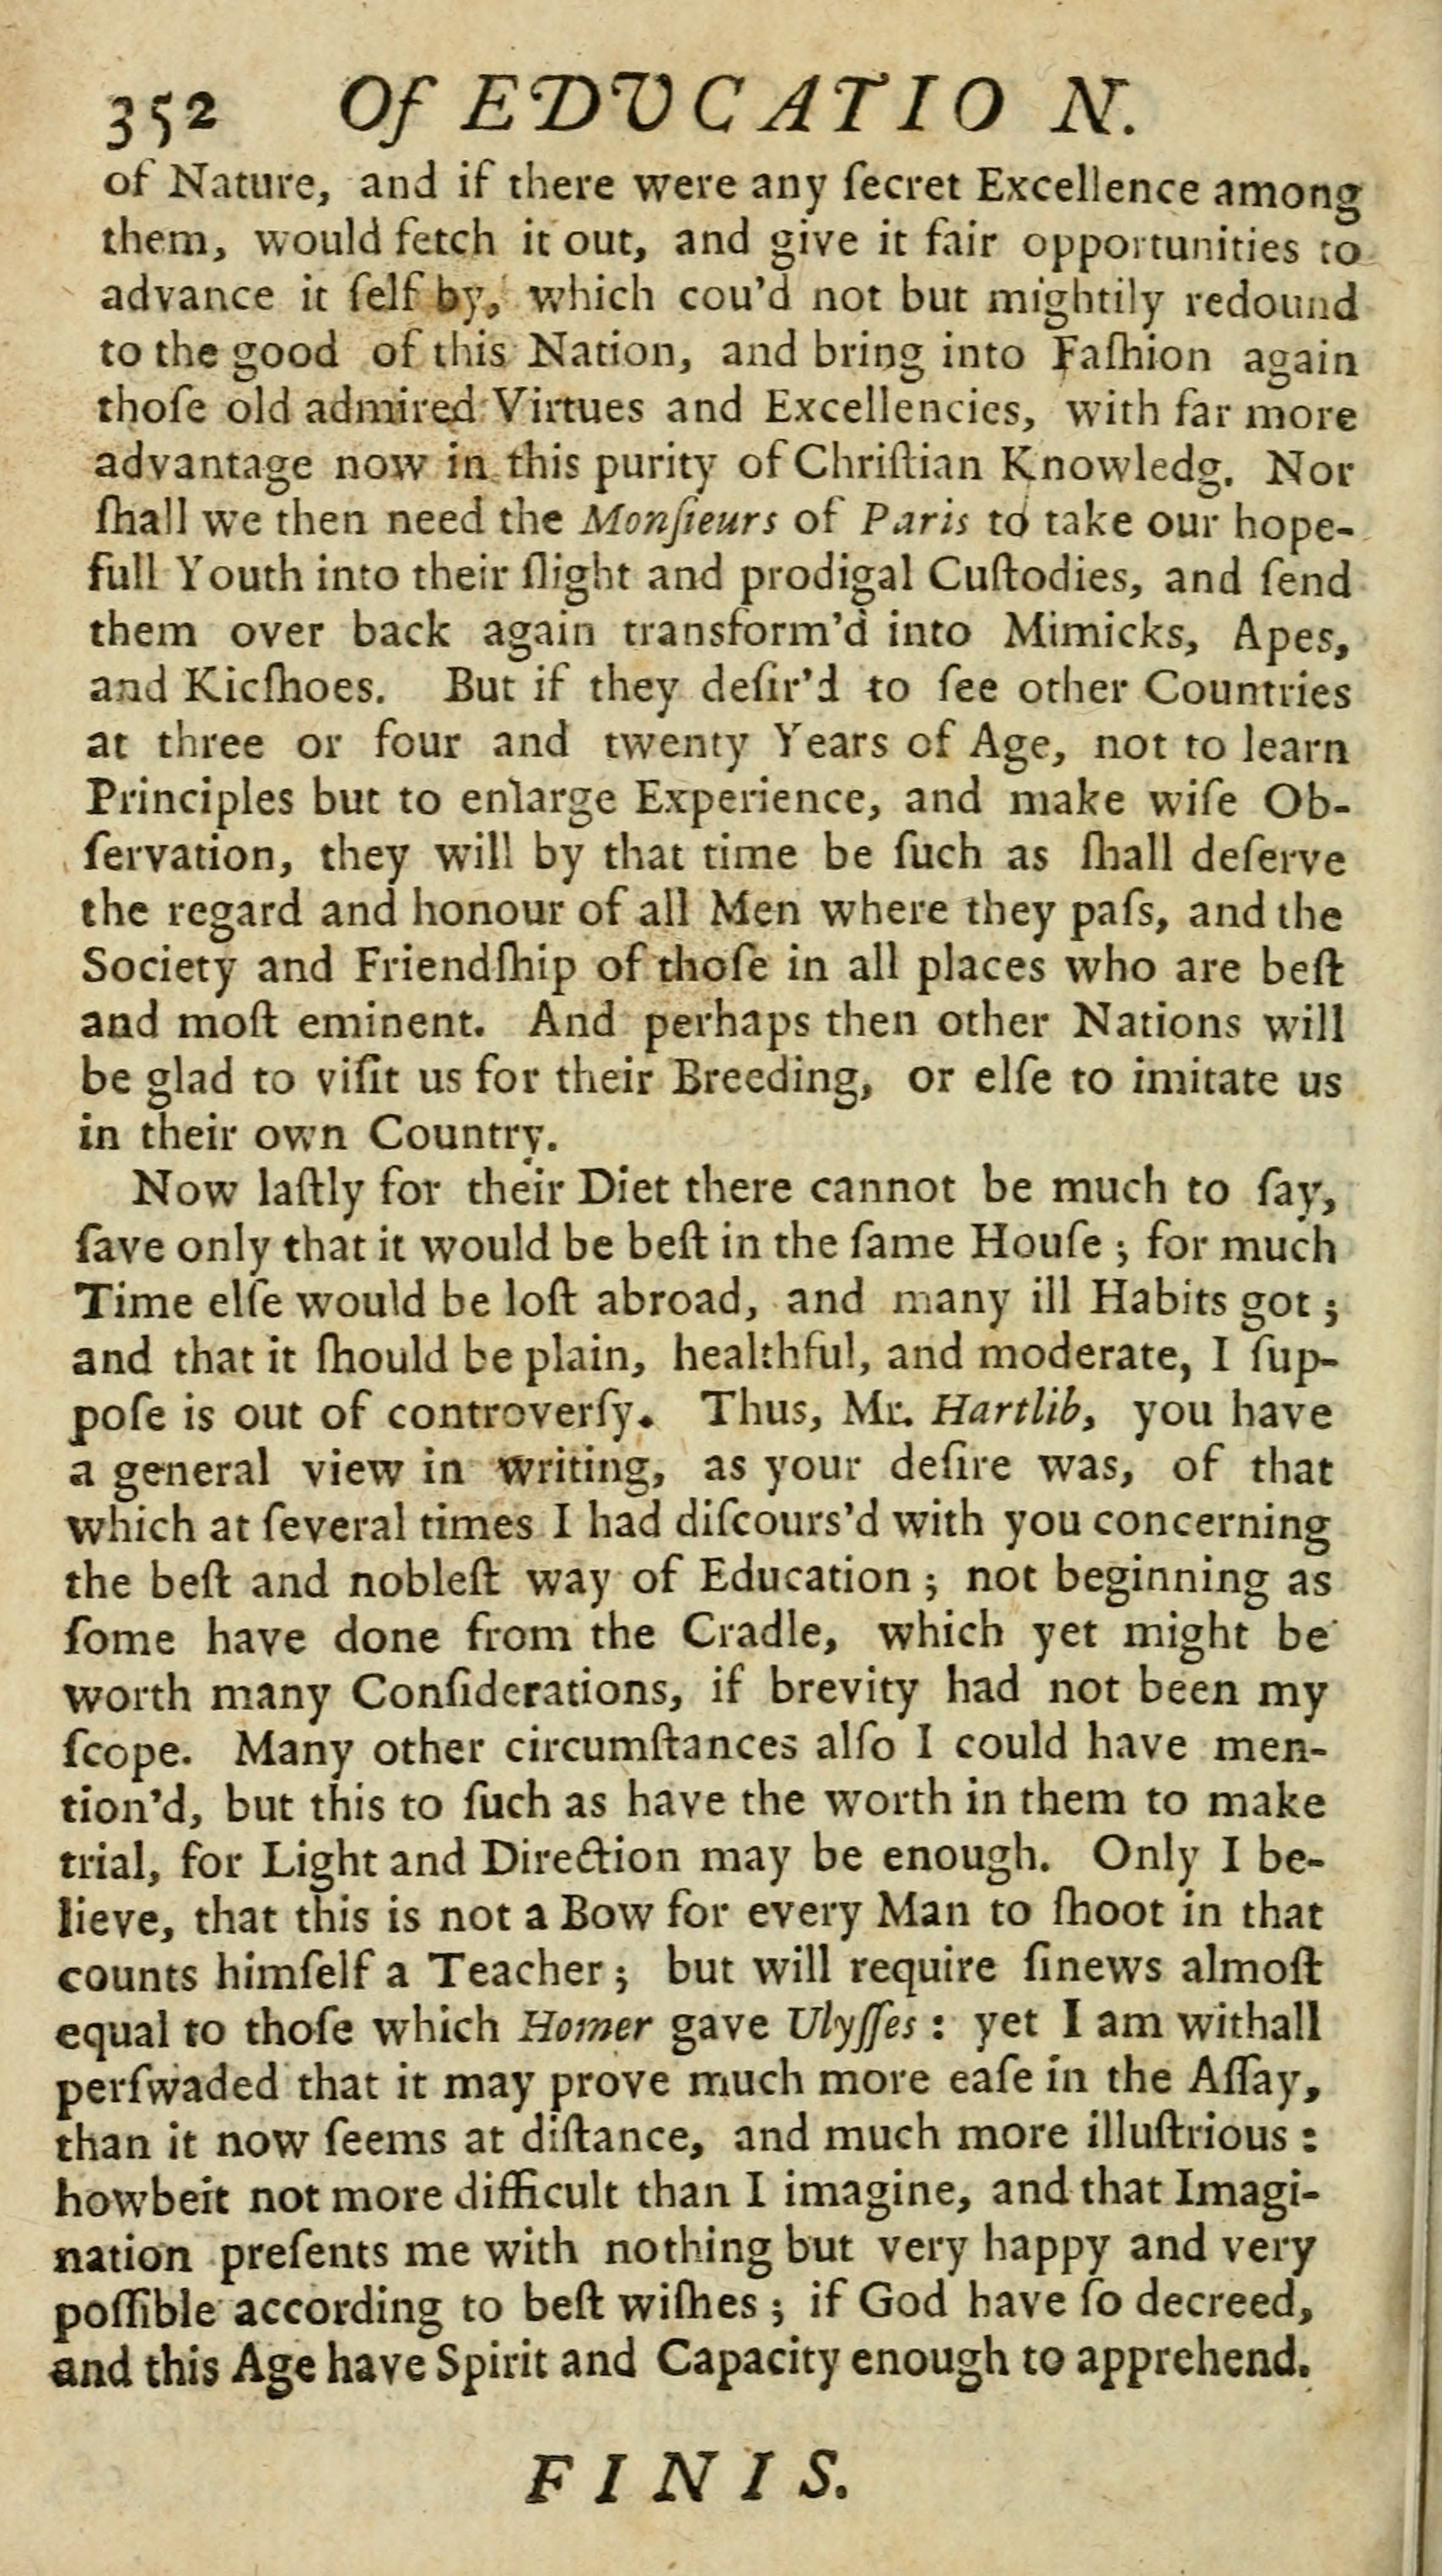 352 Of EDVCATION.
of Nature, and if there were any ſecret Excellence among
them, would fetch it out, and give it fair opportunities to
advance it ſelf by, which cou'd not but mightily redound
to the good of this Nation, and bring into Faſhion again
thoſe old admired Virtues and Excellencies, with far more
advantage now in this purity of Chriſtian Knowledg. Nor
ſhall we then need the Monſieurs of Paris to take our hope-
full Youth into their ſlight and prodigal Cuſtodies, and ſend
them over back again transform'd into Mimicks, Apes,
and Kicſhoes. But if they deſir'd to ſee other Countries
at three or four and twenty Years of Age, not to learn
Principles but to enlarge Experience, and make wiſe Ob-
ſervation, they will by that time be ſuch as ſhall deſerve
the regard and honour of all Men where they paſs, and the
Society and Friendſhip of thoſe in all places who are beſt
and moſt eminent. And perhaps then other Nations will
be glad to viſit us for their Breeding, or elſe to imitate us
in their own Country.
Now laſtly for their Diet there cannot be much to ſay,
ſave only that it would be beſt in the ſame Houſe; for much
Time elſe would be loſt abroad, and many ill Habits got;
and that it ſhould be plain, healthful, and moderate, I ſup-
poſe is out of controverſy. Thus, Mr. Hartlib, you have
a general view in writing, as your deſire was, of that
which at ſeveral times I had diſcours'd with you concerning
the beſt and nobleſt way of Education; not beginning as
ſome have done from the Cradle, which yet might be
worth many Conſiderations, if brevity had not been my
ſcope. Many other circumſtances alſo I could have men-
tion'd, but this to ſuch as have the worth in them to make
trial, for Light and Direction may be enough. Only I be-
lieve, that this is not a Bow for every Man to ſhoot in that
counts himſelf a Teacher; but will require ſinews almoſt
equal to thoſe which Homer gave Ulyſſes: yet I am withall
perſwaded that it may prove much more eaſe in the Aſſay,
than it now ſeems at diſtance, and much more illuſtrious:
howbeit not more difficult than I imagine, and that Imagi-
nation preſents me with nothing but very happy and very
poſſible according to beſt wiſhes; if God have ſo decreed,
and this Age have Spirit and Capacity enough to apprehend.
FINIS.